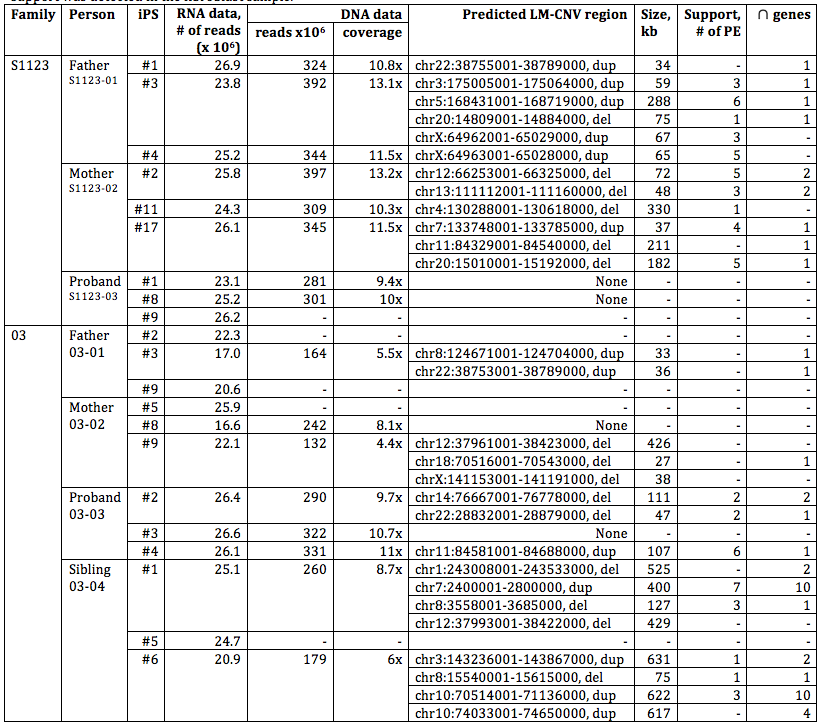 Family Person iPS RNA data, DNA data Predicted LM-CNV region Size, Support, ∩ genes
# of reads reads x10⁶ coverage kb # of PE
(x 10⁶)
S1123 Father #1 26.9 324 10.8x chr22:38755001-38789000, dup 34 - 1
S1123-01 #3 23.8 392 13.1x chr3:175005001-175064000, dup 59 3 1
chr5:168431001-168719000, dup 288 6 1
chr20:14809001-14884000, del 75 1 1
chrX:64962001-65029000, dup 67 3 -
#4 25.2 344 11.5x chrX:64963001-65028000, dup 65 5 -
Mother #2 25.8 397 13.2x chr12:66253001-66325000, del 72 5 2
S1123-02 chr13:111112001-111160000, del 48 3 2
#11 24.3 309 10.3x chr4:130288001-130618000, del 330 1 -
#17 26.1 345 11.5x chr7:133748001-133785000, dup 37 4 1
chr11:84329001-84540000, del 211 - 1
chr20:15010001-15192000, del 182 5 1
Proband #1 23.1 281 9.4x None - - -
S1123-03 #8 25.2 301 10x None - - -
#9 26.2 - - - - - -
03 Father #2 22.3 - - - - - -
03-01 #3 17.0 164 5.5x chr8:124671001-124704000, dup 33 - 1
chr22:38753001-38789000, dup 36 - 1
#9 20.6 - - - - - -
Mother #5 25.9 - - - - - -
03-02 #8 16.6 242 8.1x None - - -
#9 22.1 132 4.4x chr12:37961001-38423000, del 426 - -
chr18:70516001-70543000, del 27 - 1
chrX:141153001-141191000, del 38 - -
Proband #2 26.4 290 9.7x chr14:76667001-76778000, del 111 2 2
03-03 chr22:28832001-28879000, del 47 2 1
#3 26.6 322 10.7x None - - -
#4 26.1 331 11x chr11:84581001-84688000, dup 107 6 1
Sibling #1 25.1 260 8.7x chr1:243008001-243533000, del 525 - 2
03-04 chr7:2400001-2800000, dup 400 7 10
chr8:3558001-3685000, del 127 3 1
chr12:37993001-38422000, del 429 - -
#5 24.7 - - - - - -
#6 20.9 179 6x chr3:143236001-143867000, dup 631 1 2
chr8:15540001-15615000, del 75 1 1
chr10:70514001-71136000, dup 622 3 10
chr10:74033001-74650000, dup 617 - 4